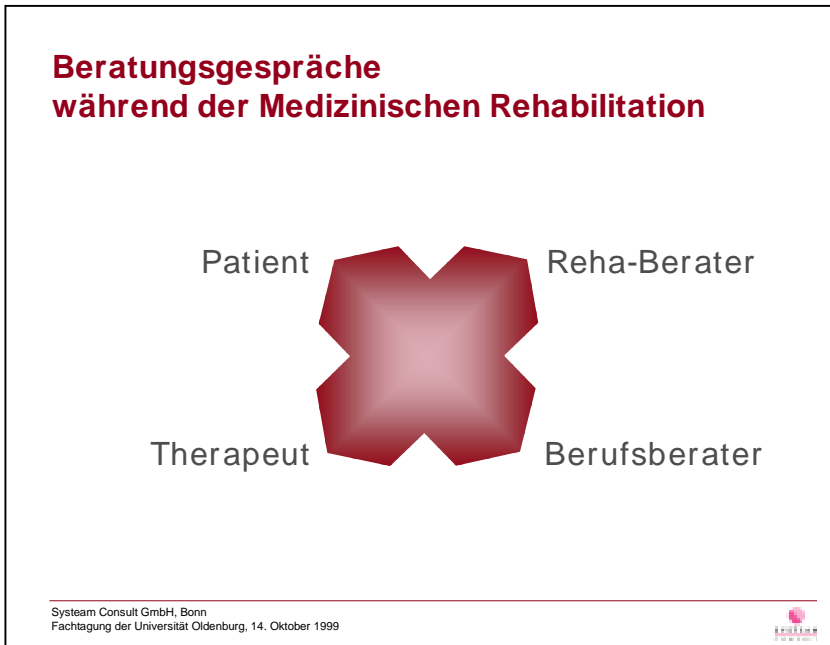 Beratungsgespräche
während der Medizinischen Rehabilitation
Patient
Reha-Berater
Therapeut
Berufsberater
Systeam Consult GmbH, Bonn
Fachtagung der Universität Oldenburg, 14. Oktober 1999